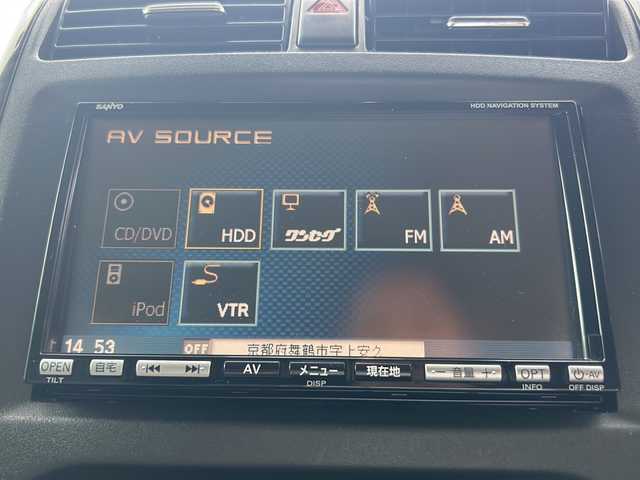 SANYO
HDD NAVIGATION SYSTEM
AV SOURCE
CD/DVD HDD ワンセグ FM AM
iPod VTR
14 53 OFF 京都府舞鶴市字上安ク
OPEN 自宅 AV メニュー 現在地 − 音量 + OPT ⏻-AV
TILT DISP INFO OFF DISP